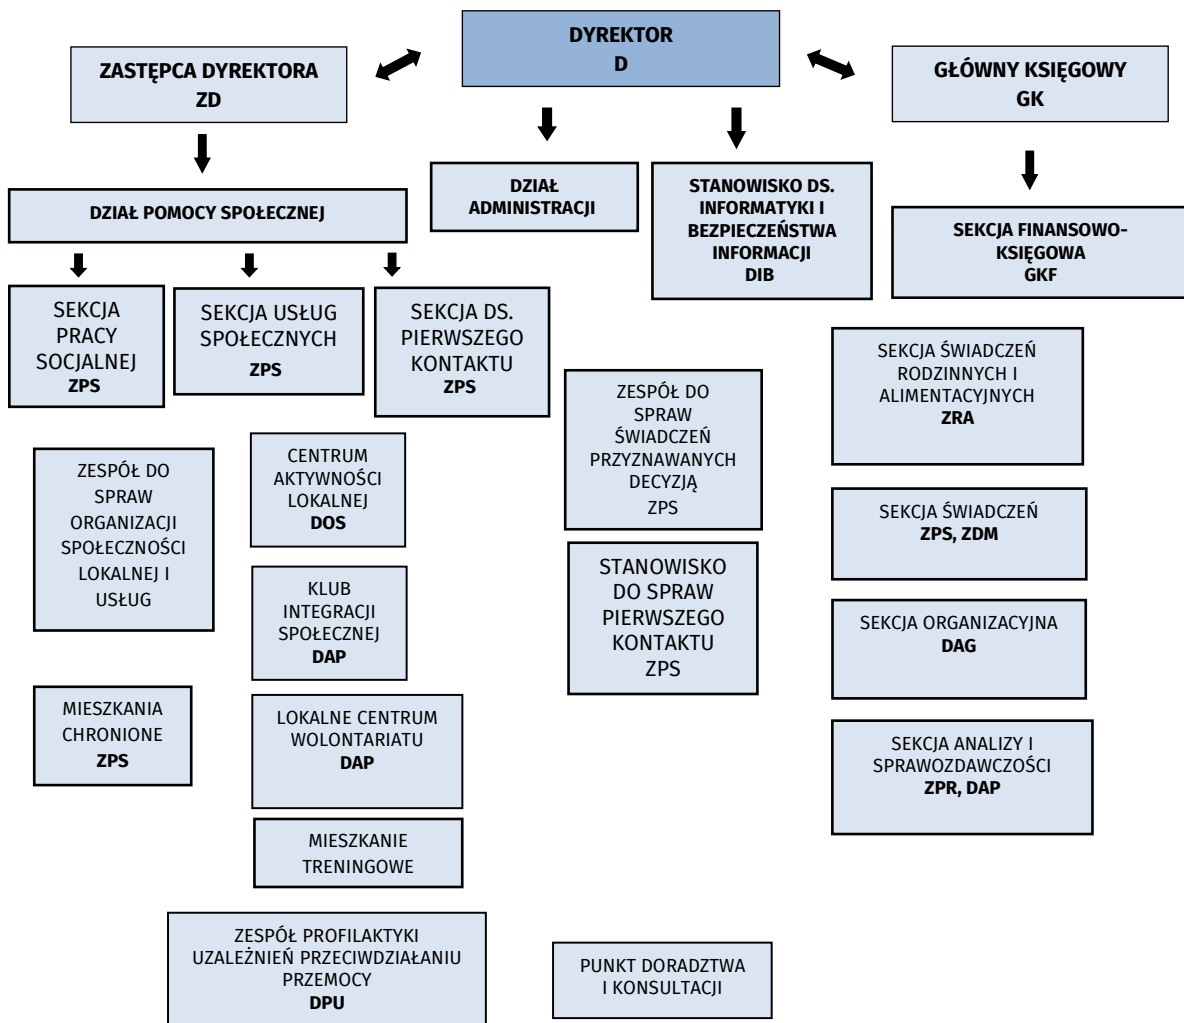 DYREKTOR
D
ZASTĘPCA DYREKTORA
ZD
GŁÓWNY KSIĘGOWY
GK
DZIAŁ POMOCY SPOŁECZNEJ
DZIAŁ
ADMINISTRACJI
STANOWISKO DS.
INFORMATYKI I
BEZPIECZEŃSTWA
INFORMACJI
DIB
SEKCJA FINANSOWO-
KSIĘGOWA
GKF
SEKCJA
PRACY
SOCJALNEJ
ZPS
SEKCJA USŁUG
SPOŁECZNYCH
ZPS
SEKCJA DS.
PIERWSZEGO
KONTAKTU
ZPS
ZESPÓŁ DO
SPRAW
ŚWIADCZEŃ
PRZYZNAWANYCH
DECYZJĄ
ZPS
SEKCJA ŚWIADCZEŃ
RODZINNYCH I
ALIMENTACYJNYCH
ZRA
ZESPÓŁ DO
SPRAW
ORGANIZACJI
SPOŁECZNOŚCI
LOKALNEJ I
USŁUG
CENTRUM
AKTYWNOŚCI
LOKALNEJ
DOS
SEKCJA ŚWIADCZEŃ
ZPS, ZDM
STANOWISKO
DO SPRAW
PIERWSZEGO
KONTAKTU
ZPS
KLUB
INTEGRACJI
SPOŁECZNEJ
DAP
SEKCJA ORGANIZACYJNA
DAG
MIESZKANIA
CHRONIONE
ZPS
LOKALNE CENTRUM
WOLONTARIATU
DAP
SEKCJA ANALIZY I
SPRAWOZDAWCZOŚCI
ZPR, DAP
MIESZKANIE
TRENINGOWE
ZESPÓŁ PROFILAKTYKI
UZALEŻNIEŃ PRZECIWDZIAŁANIU
PRZEMOCY
DPU
PUNKT DORADZTWA
I KONSULTACJI